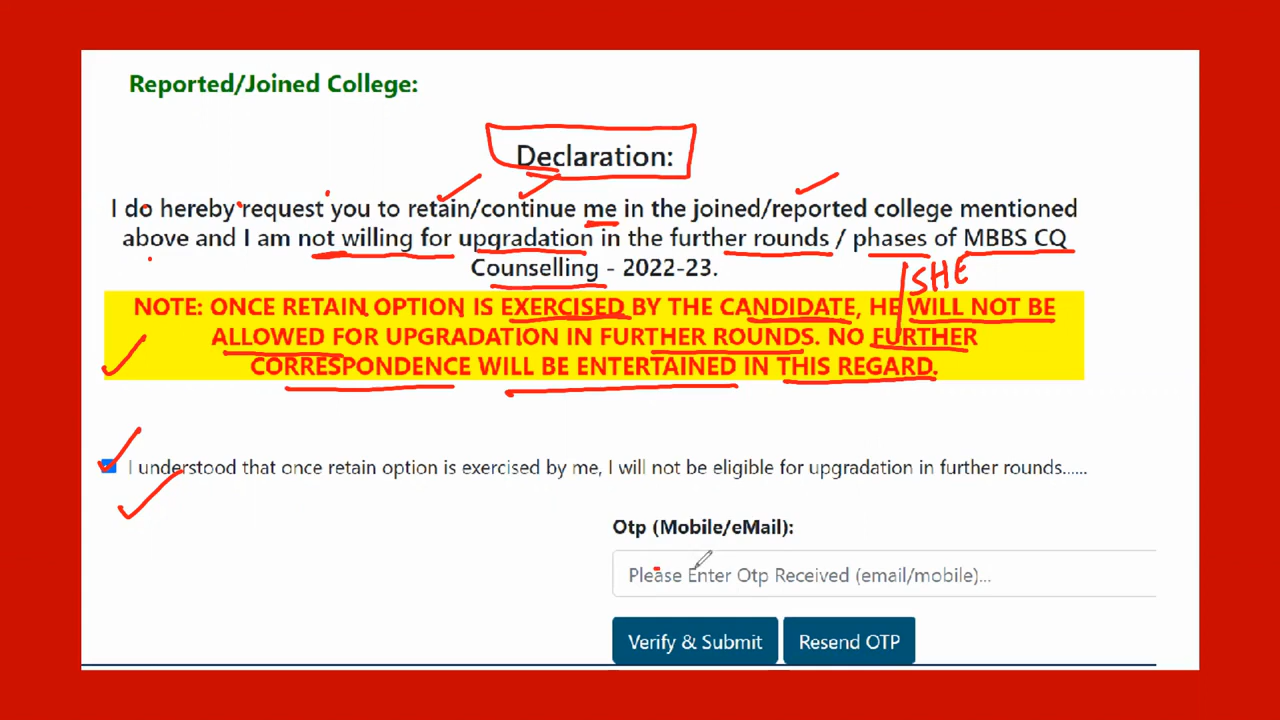 Reported/Joined College:
Declaration:
I do hereby request you to retain/continue me in the joined/reported college mentioned
above and I am not willing for upgradation in the further rounds / phases of MBBS CQ
Counselling - 2022-23.
SHE
NOTE: ONCE RETAIN OPTION IS EXERCISED BY THE CANDIDATE, HE WILL NOT BE
ALLOWED FOR UPGRADATION IN FURTHER ROUNDS. NO FURTHER
CORRESPONDENCE WILL BE ENTERTAINED IN THIS REGARD.
I understood that once retain option is exercised by me, I will not be eligible for upgradation in further rounds......
Otp (Mobile/eMail):
Please Enter Otp Received (email/mobile)...
Verify & Submit Resend OTP